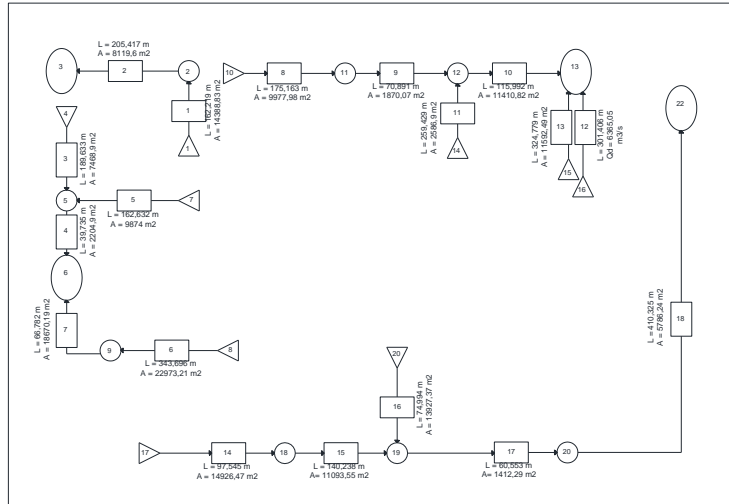 3
2
2
L = 205,417 m
A = 8119,6 m2
1
L = 162,219 m
A = 14388,83 m2
1
10
8
L = 175,163 m
A = 9977,98 m2
11
9
L = 70,891 m
A = 1870,07 m2
12
10
L = 115,992 m
A = 11410,82 m2
13
11
L = 259,429 m
A = 2586,9 m2
14
13
L = 324,779 m
A = 11592,49 m2
15
12
L = 301,406 m
Qd = 6365,05
m3/s
16
22
4
3
L = 189,633 m
A = 7468,9 m2
5
5
L = 162,632 m
A = 9874 m2
7
4
L = 39,735 m
A = 2204,9 m2
6
7
L = 66,782 m
A = 18670,19 m2
9
6
L = 343,696 m
A = 22973,21 m2
8
18
L = 410,325 m
A = 5786,24 m2
20
16
L = 74,994 m
A = 13927,37 m2
17
14
L = 97,545 m
A = 14926,47 m2
18
15
L = 140,238 m
A= 11093,55 m2
19
17
L = 60,553 m
A = 1412,29 m2
20